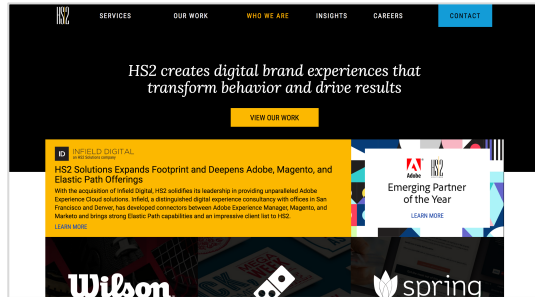 HS2
SERVICES
OUR WORK
WHO WE ARE
INSIGHTS
CAREERS
CONTACT
HS2 creates digital brand experiences that
transform behavior and drive results
VIEW OUR WORK
ID INFIELD DIGITAL
an HS2 Solutions company
HS2 Solutions Expands Footprint and Deepens Adobe, Magento, and
Elastic Path Offerings
With the acquisition of Infield Digital, HS2 solidifies its leadership in providing unparalleled Adobe
Experience Cloud solutions. Infield, a distinguished digital experience consultancy with offices in San
Francisco and Denver, has developed connectors between Adobe Experience Manager, Magento, and
Marketo and brings strong Elastic Path capabilities and an impressive client list to HS2.
LEARN MORE
Adobe HS2
Emerging Partner
of the Year
LEARN MORE
Wilson
spring